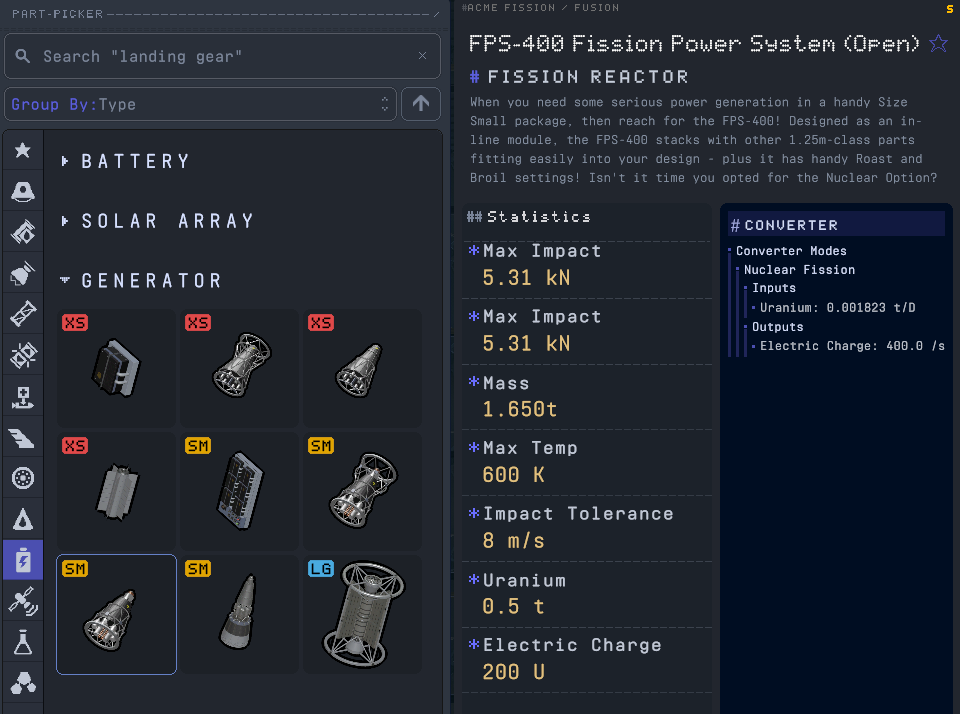 PART-PICKER
Search "landing gear"
Group By:Type
BATTERY
SOLAR ARRAY
GENERATOR
XS
XS
XS
XS
SM
SM
SM
SM
LG
#ACME FISSION / FUSION
S
FPS-400 Fission Power System (Open)
# FISSION REACTOR
When you need some serious power generation in a handy Size
Small package, then reach for the FPS-400! Designed as an in-
line module, the FPS-400 stacks with other 1.25m-class parts
fitting easily into your design - plus it has handy Roast and
Broil settings! Isn't it time you opted for the Nuclear Option?
## Statistics
*Max Impact
5.31 kN
*Max Impact
5.31 kN
*Mass
1.650t
*Max Temp
600 K
*Impact Tolerance
8 m/s
*Uranium
0.5 t
*Electric Charge
200 U
# CONVERTER
Converter Modes
Nuclear Fission
Inputs
Uranium: 0.001823 t/D
Outputs
Electric Charge: 400.0 /s